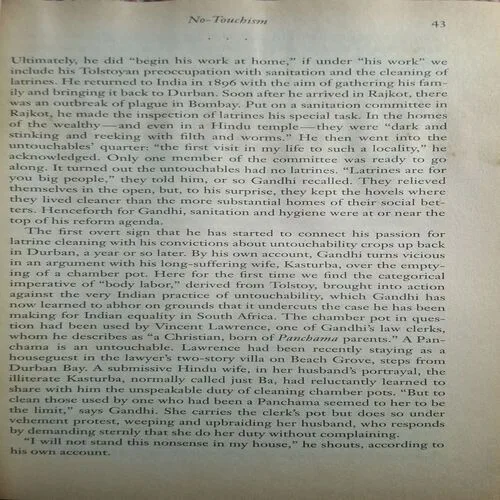 No-Touchism
43
Ultimately, he did "begin his work at home," if under "his work" we
include his Tolstoyan preoccupation with sanitation and the cleaning of
latrines. He returned to India in 1896 with the aim of gathering his fam-
ily and bringing it back to Durban. Soon after he arrived in Rajkot, there
was an outbreak of plague in Bombay. Put on a sanitation committee in
Rajkot, he made the inspection of latrines his special task. In the homes
of the wealthy—and even in a Hindu temple—they were "dark and
stinking and reeking with filth and worms." He then went into the
untouchables' quarter: "the first visit in my life to such a locality," he
acknowledged. Only one member of the committee was ready to go
along. It turned out the untouchables had no latrines. "Latrines are for
you big people," they told him, or so Gandhi recalled. They relieved
themselves in the open, but, to his surprise, they kept the hovels where
they lived cleaner than the more substantial homes of their social bet-
ters. Henceforth for Gandhi, sanitation and hygiene were at or near the
top of his reform agenda.
The first overt sign that he has started to connect his passion for
latrine cleaning with his convictions about untouchability crops up back
in Durban, a year or so later. By his own account, Gandhi turns vicious
in an argument with his long-suffering wife, Kasturba, over the empty-
ing of a chamber pot. Here for the first time we find the categorical
imperative of "body labor," derived from Tolstoy, brought into action
against the very Indian practice of untouchability, which Gandhi has
now learned to abhor on grounds that it undercuts the case he has been
making for Indian equality in South Africa. The chamber pot in ques-
tion had been used by Vincent Lawrence, one of Gandhi's law clerks,
whom he describes as "a Christian, born of Panchama parents." A Pan-
chama is an untouchable. Lawrence had been recently staying as a
houseguest in the lawyer's two-story villa on Beach Grove, steps from
Durban Bay. A submissive Hindu wife, in her husband's portrayal, the
illiterate Kasturba, normally called just Ba, had reluctantly learned to
share with him the unspeakable duty of cleaning chamber pots. "But to
clean those used by one who had been a Panchama seemed to her to be
the limit," says Gandhi. She carries the clerk's pot but does so under
vehement protest, weeping and upbraiding her husband, who responds
by demanding sternly that she do her duty without complaining.
"I will not stand this nonsense in my house," he shouts, according to
his own account.